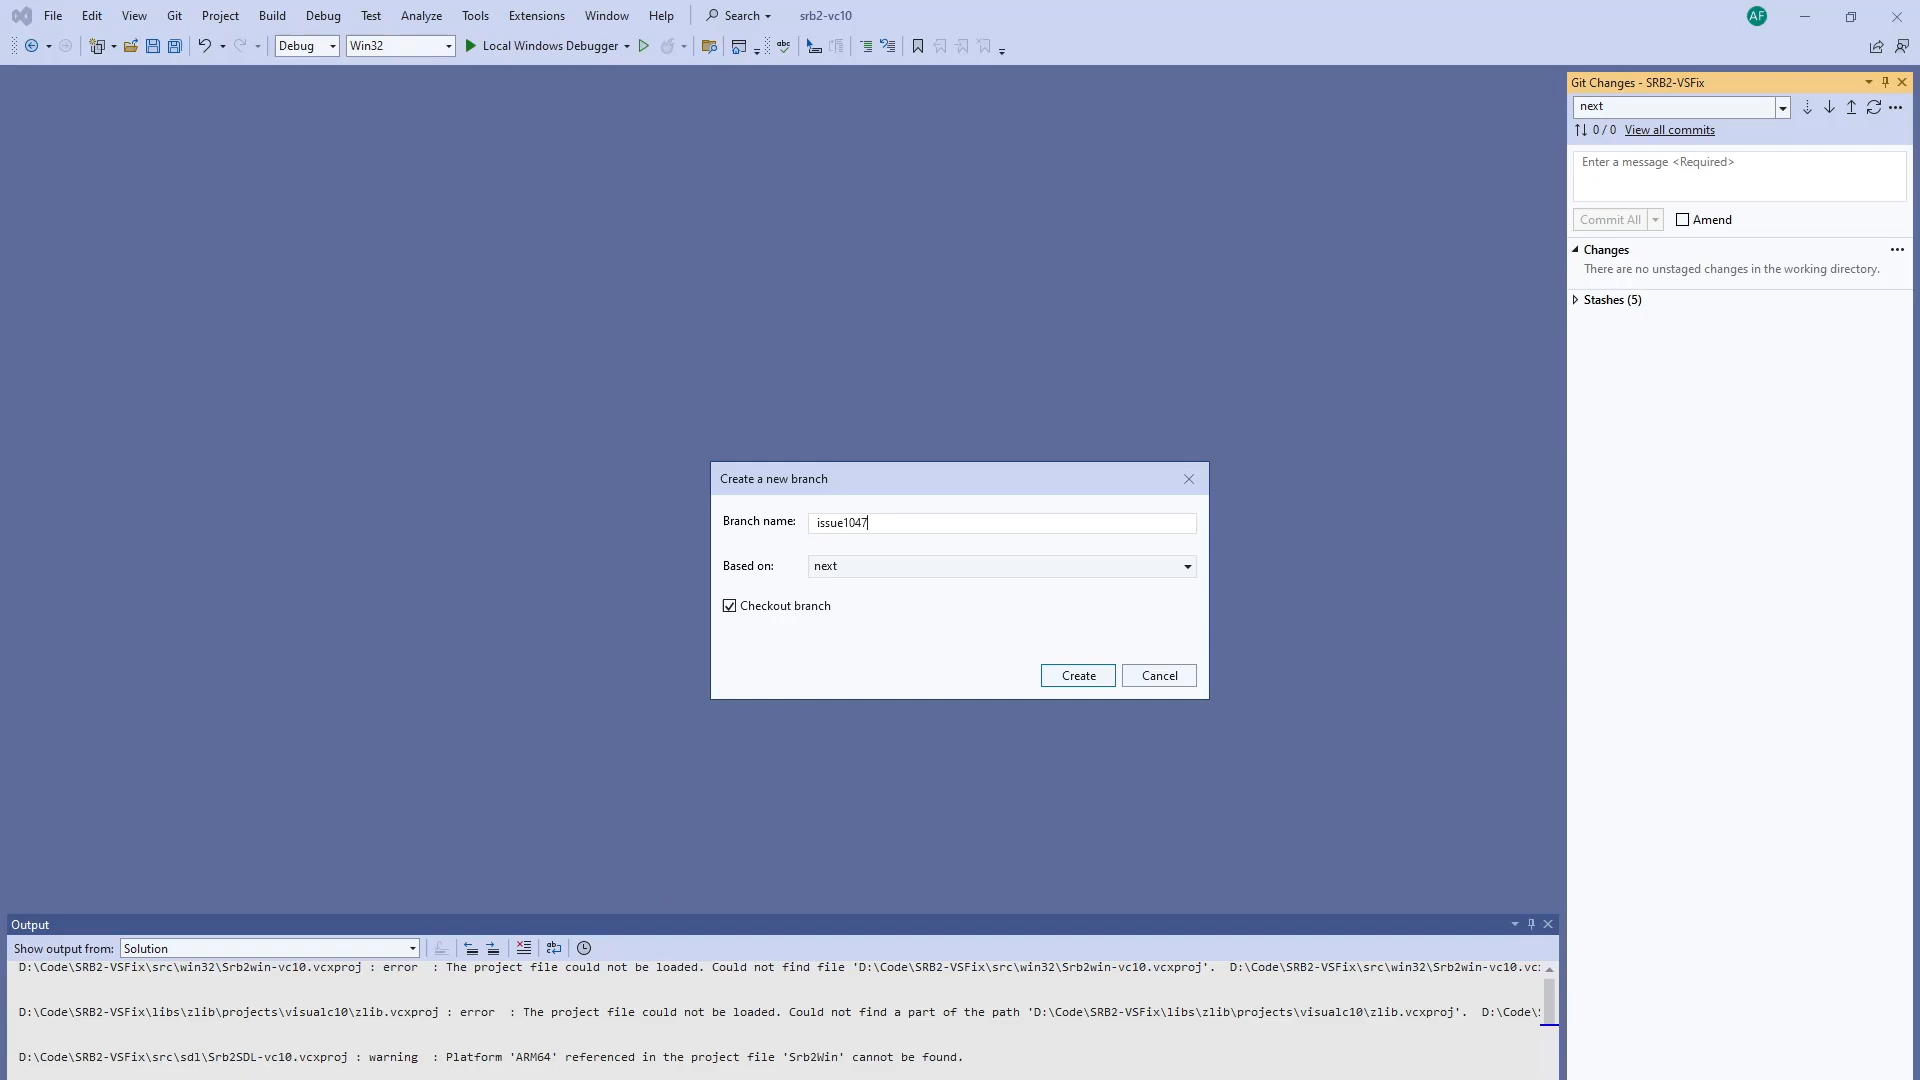 File Edit View Git Project Build Debug Test Analyze Tools Extensions Window Help Search srb2-vc10 AF
Debug Win32 Local Windows Debugger
Git Changes - SRB2-VSFix
next
0 / 0 View all commits
Enter a message <Required>
Commit All Amend
Changes
There are no unstaged changes in the working directory.
Stashes (5)
Create a new branch
Branch name: issue1047
Based on: next
Checkout branch
Create Cancel
Output
Show output from: Solution
D:\Code\SRB2-VSFix\src\win32\Srb2win-vc10.vcxproj : error  : The project file could not be loaded. Could not find file 'D:\Code\SRB2-VSFix\src\win32\Srb2win-vc10.vcxproj'.  D:\Code\SRB2-VSFix\src\win32\Srb2win-vc10.vc
D:\Code\SRB2-VSFix\libs\zlib\projects\visualc10\zlib.vcxproj : error  : The project file could not be loaded. Could not find a part of the path 'D:\Code\SRB2-VSFix\libs\zlib\projects\visualc10\zlib.vcxproj'.  D:\Code\
D:\Code\SRB2-VSFix\src\sdl\Srb2SDL-vc10.vcxproj : warning  : Platform 'ARM64' referenced in the project file 'Srb2Win' cannot be found.